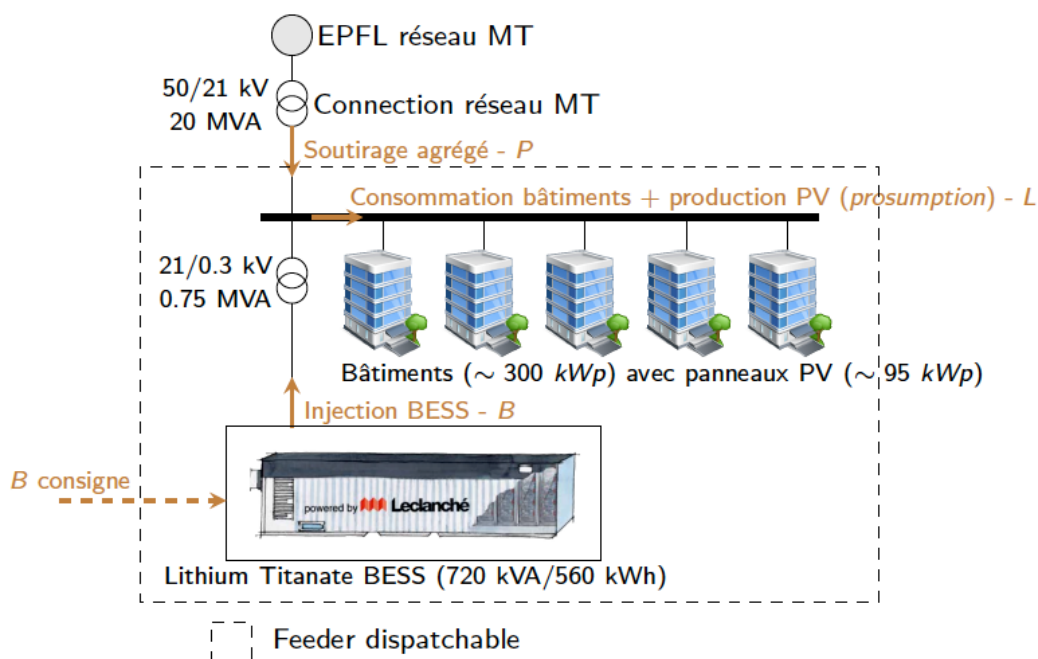 EPFL réseau MT
50/21 kV
20 MVA
Connection réseau MT
Soutirage agrégé - P
Consommation bâtiments + production PV (prosumption) - L
21/0.3 kV
0.75 MVA
Bâtiments (∼ 300 kWp) avec panneaux PV (∼ 95 kWp)
Injection BESS - B
B consigne
powered by Leclanché
Lithium Titanate BESS (720 kVA/560 kWh)
Feeder dispatchable